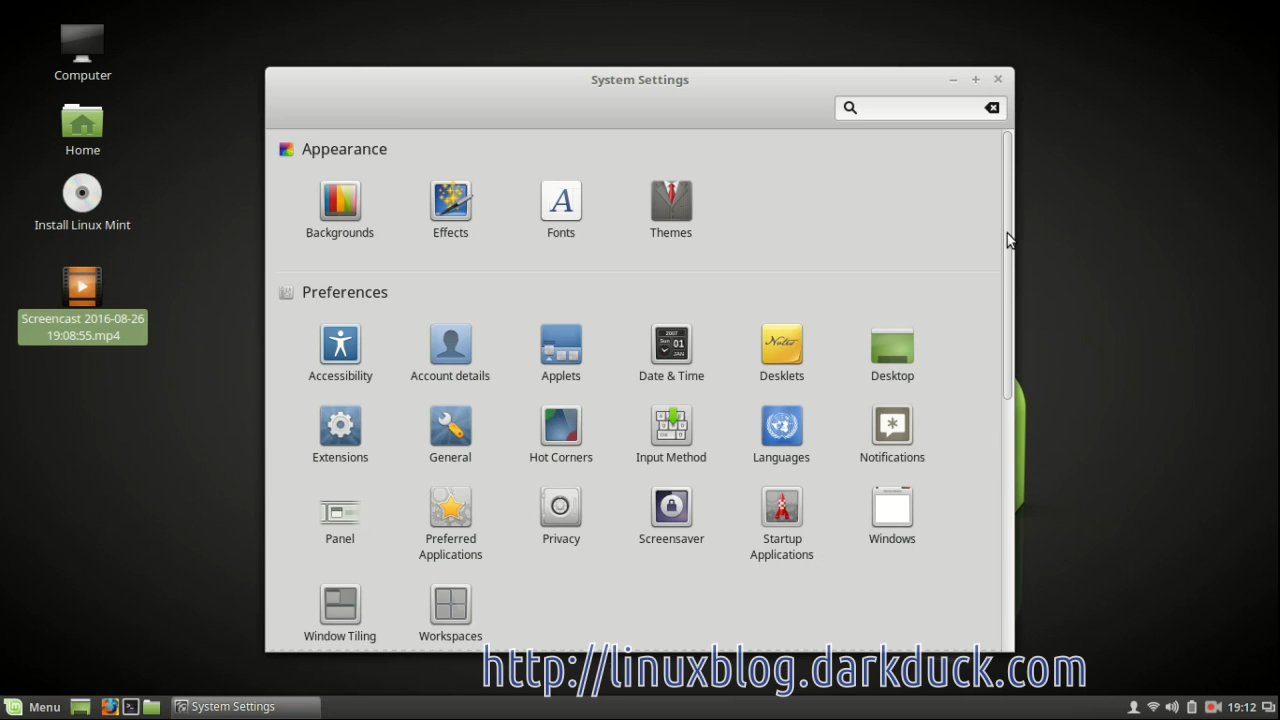 System Settings
Computer
Home
Install Linux Mint
Screencast 2016-08-26
19:08:55.mp4
Appearance
Backgrounds
Effects
Fonts
Themes
Preferences
Accessibility
Account details
Applets
Date & Time
Desklets
Desktop
Extensions
General
Hot Corners
Input Method
Languages
Notifications
Panel
Preferred
Applications
Privacy
Screensaver
Startup
Applications
Windows
Window Tiling
Workspaces
http://linuxblog.darkduck.com
Menu
System Settings
19:12